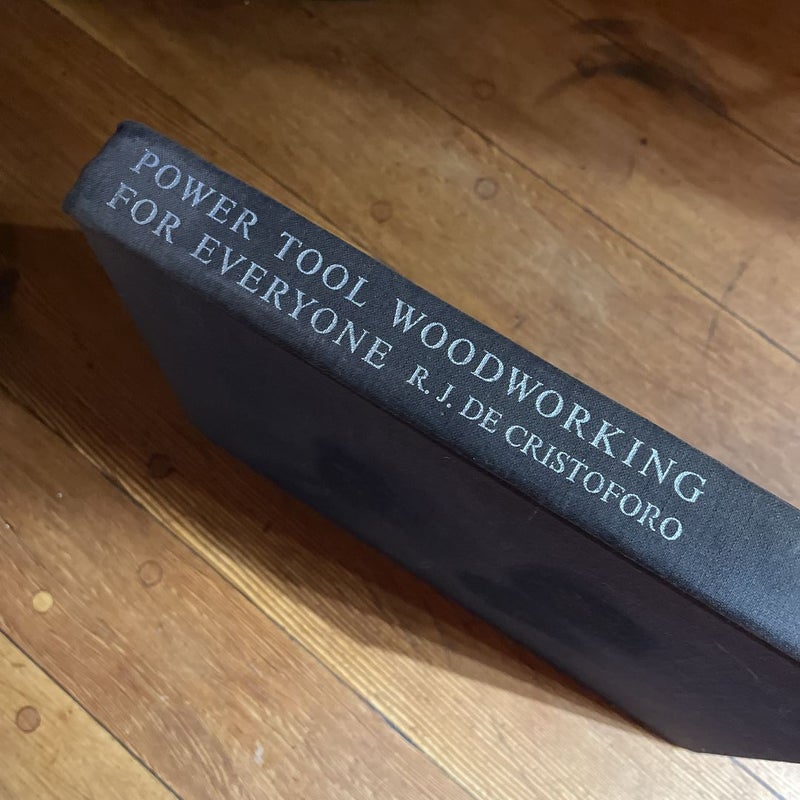 POWER TOOL WOODWORKING
FOR EVERYONE R. J. DE CRISTOFORO